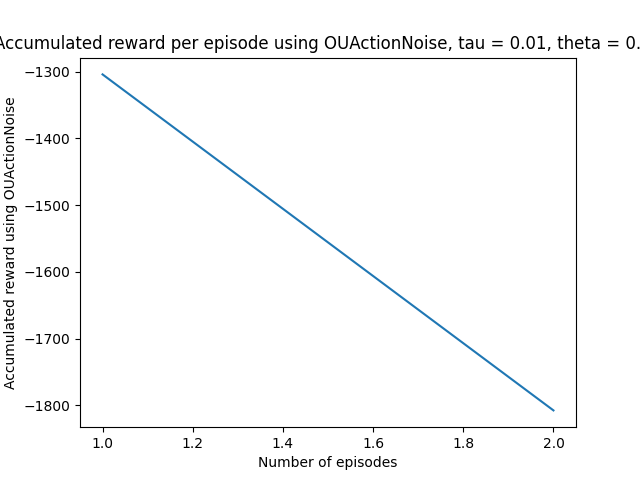 Accumulated reward per episode using OUActionNoise, tau = 0.01, theta = 0.
Accumulated reward using OUActionNoise
−1300
−1400
−1500
−1600
−1700
−1800
1.0 1.2 1.4 1.6 1.8 2.0
Number of episodes